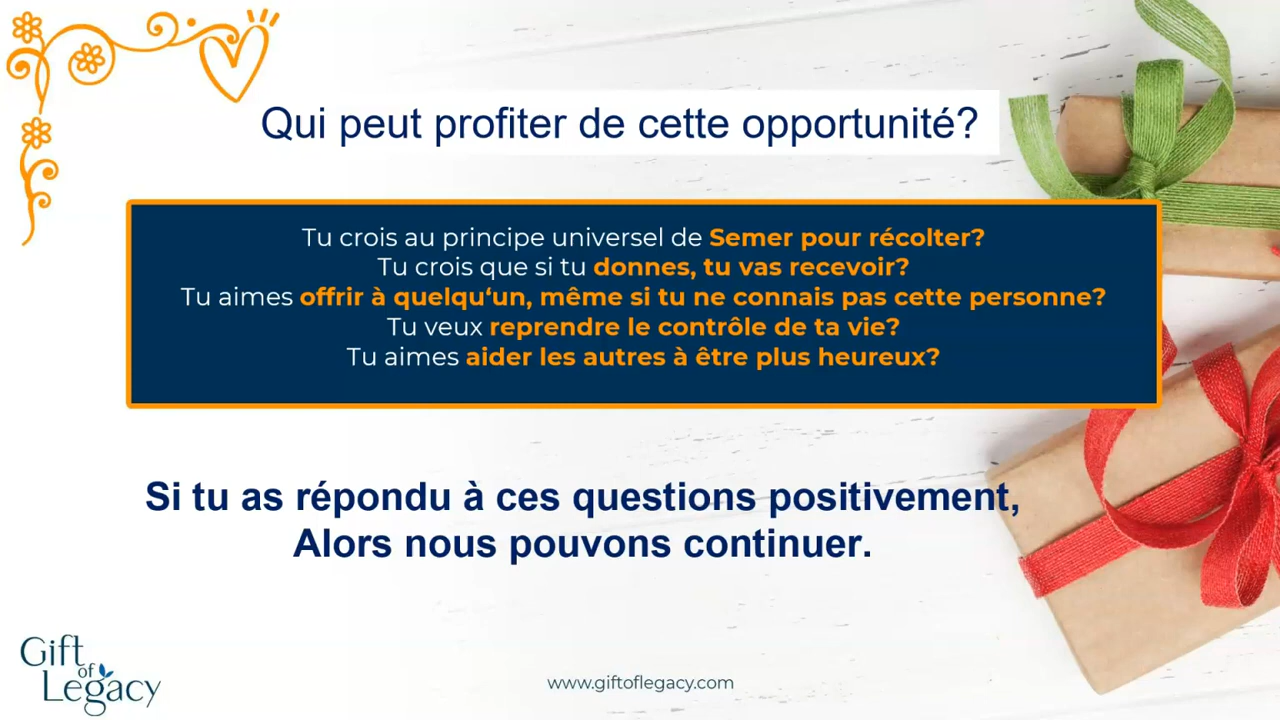 Qui peut profiter de cette opportunité?
Tu crois au principe universel de Semer pour récolter?
Tu crois que si tu donnes, tu vas recevoir?
Tu aimes offrir à quelqu‘un, même si tu ne connais pas cette personne?
Tu veux reprendre le contrôle de ta vie?
Tu aimes aider les autres à être plus heureux?
Si tu as répondu à ces questions positivement,
Alors nous pouvons continuer.
Gift
of
Legacy
www.giftoflegacy.com